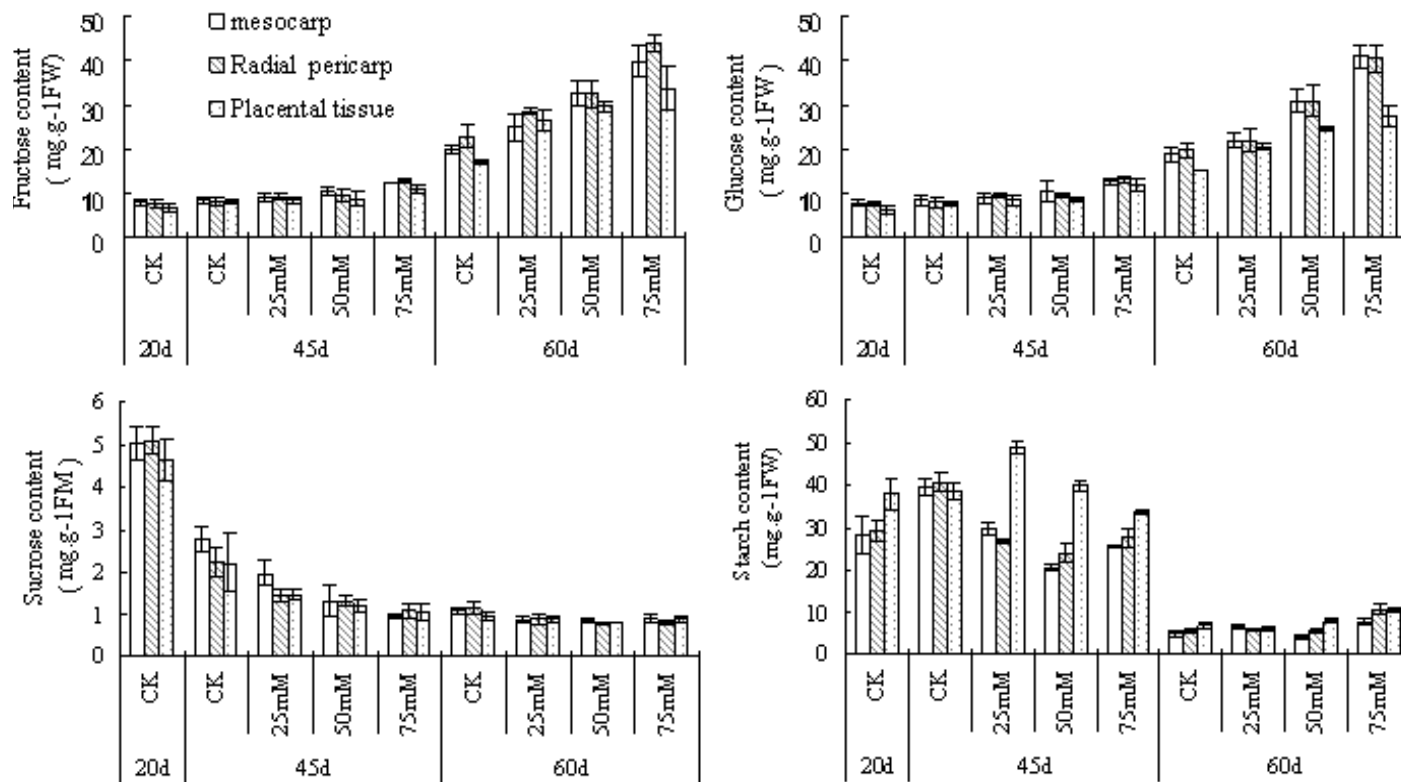 Fructose content
( mg.g-1FW)
50
40
30
20
10
0
mesocarp
Radial pericarp
Placental tissue
CK CK 25mM 50mM 75mM CK 25mM 50mM 75mM
20d 45d 60d
Glucose content
( mg.g-1FW)
50
40
30
20
10
0
CK CK 25mM 50mM 75mM CK 25mM 50mM 75mM
20d 45d 60d
Sucrose content
( mg.g-1FM)
6
5
4
3
2
1
0
CK CK 25mM 50mM 75mM CK 25mM 50mM 75mM
20d 45d 60d
Starch content
(mg.g-1FW)
60
50
40
30
20
10
0
CK CK 25mM 50mM 75mM CK 25mM 50mM 75mM
20d 45d 60d